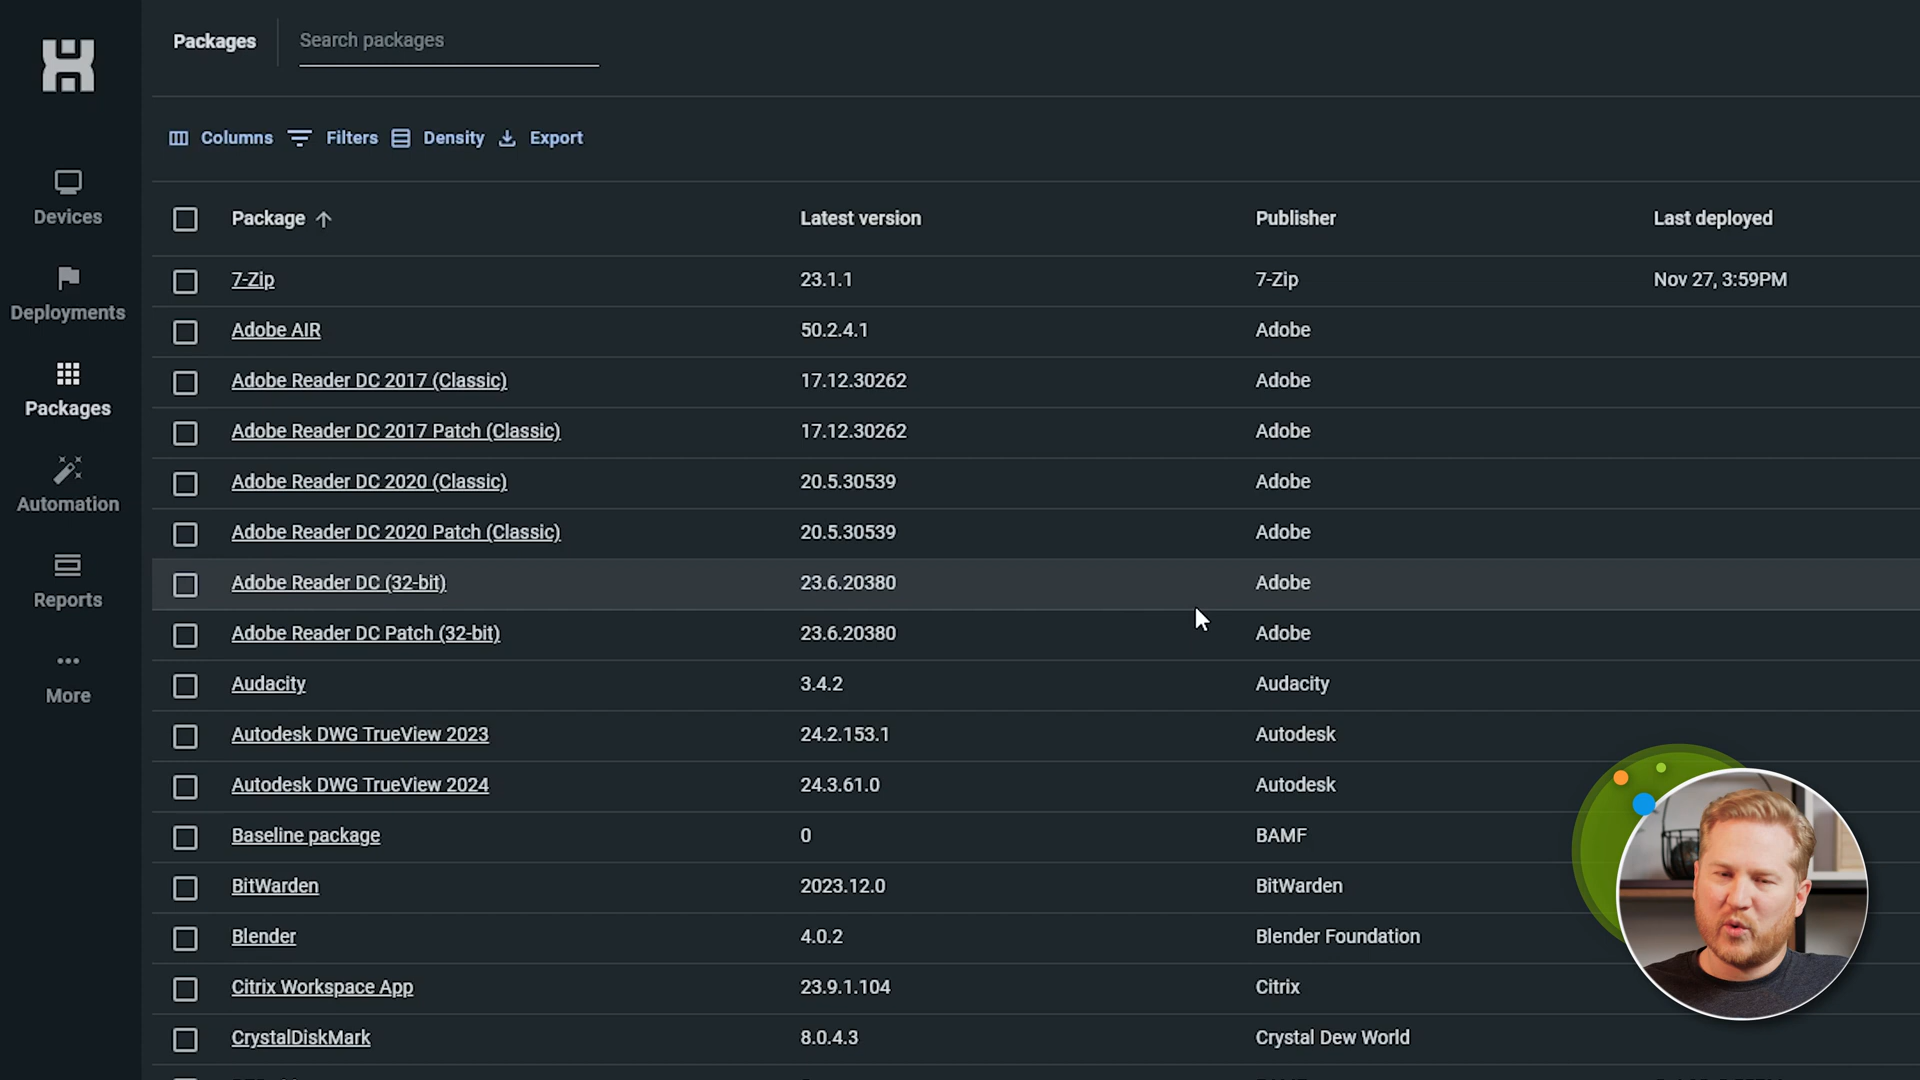 Packages
Search packages
Columns Filters Density Export
Package Latest version Publisher Last deployed
7-Zip 23.1.1 7-Zip Nov 27, 3:59PM
Adobe AIR 50.2.4.1 Adobe
Adobe Reader DC 2017 (Classic) 17.12.30262 Adobe
Adobe Reader DC 2017 Patch (Classic) 17.12.30262 Adobe
Adobe Reader DC 2020 (Classic) 20.5.30539 Adobe
Adobe Reader DC 2020 Patch (Classic) 20.5.30539 Adobe
Adobe Reader DC (32-bit) 23.6.20380 Adobe
Adobe Reader DC Patch (32-bit) 23.6.20380 Adobe
Audacity 3.4.2 Audacity
Autodesk DWG TrueView 2023 24.2.153.1 Autodesk
Autodesk DWG TrueView 2024 24.3.61.0 Autodesk
Baseline package 0 BAMF
BitWarden 2023.12.0 BitWarden
Blender 4.0.2 Blender Foundation
Citrix Workspace App 23.9.1.104 Citrix
CrystalDiskMark 8.0.4.3 Crystal Dew World
Devices
Deployments
Packages
Automation
Reports
More